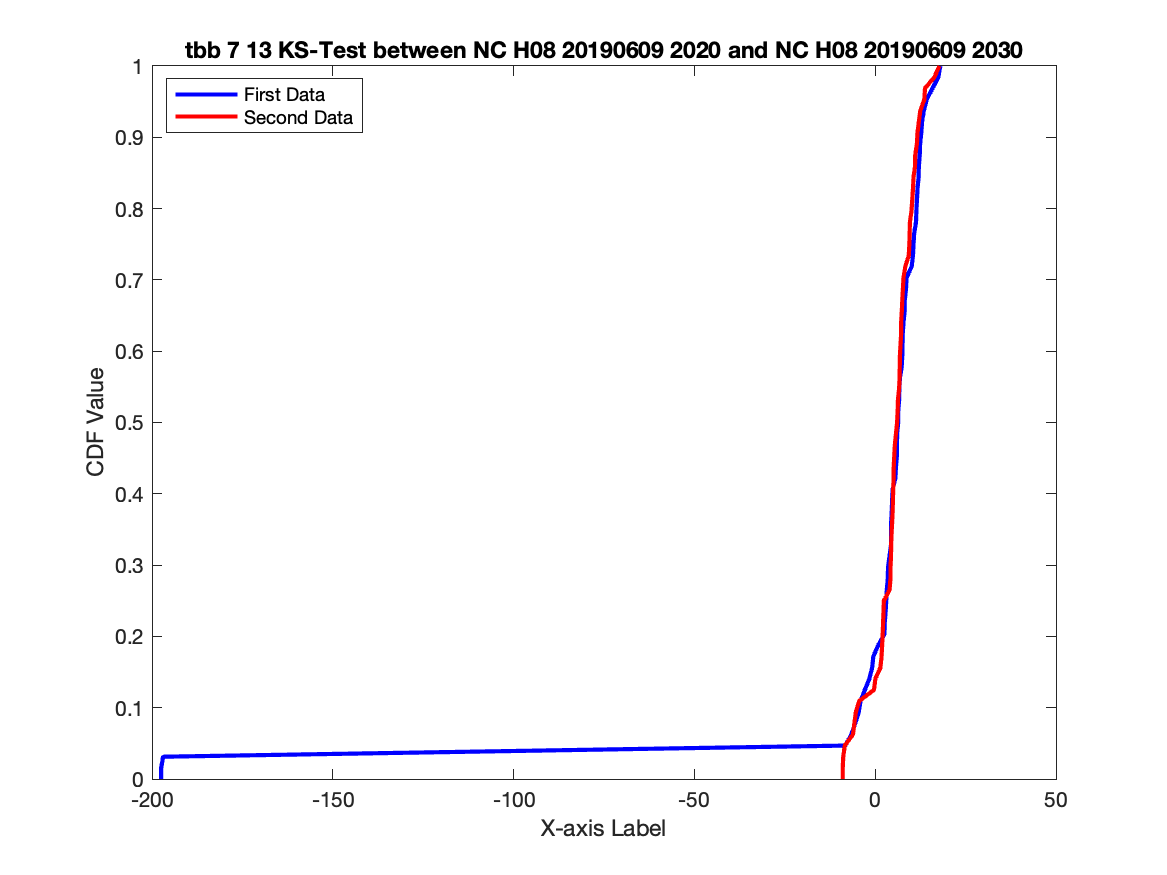 tbb 7 13 KS-Test between NC H08 20190609 2020 and NC H08 20190609 2030
First Data
Second Data
1
0.9
0.8
0.7
0.6
0.5
0.4
0.3
0.2
0.1
0
CDF Value
-200 -150 -100 -50 0 50
X-axis Label